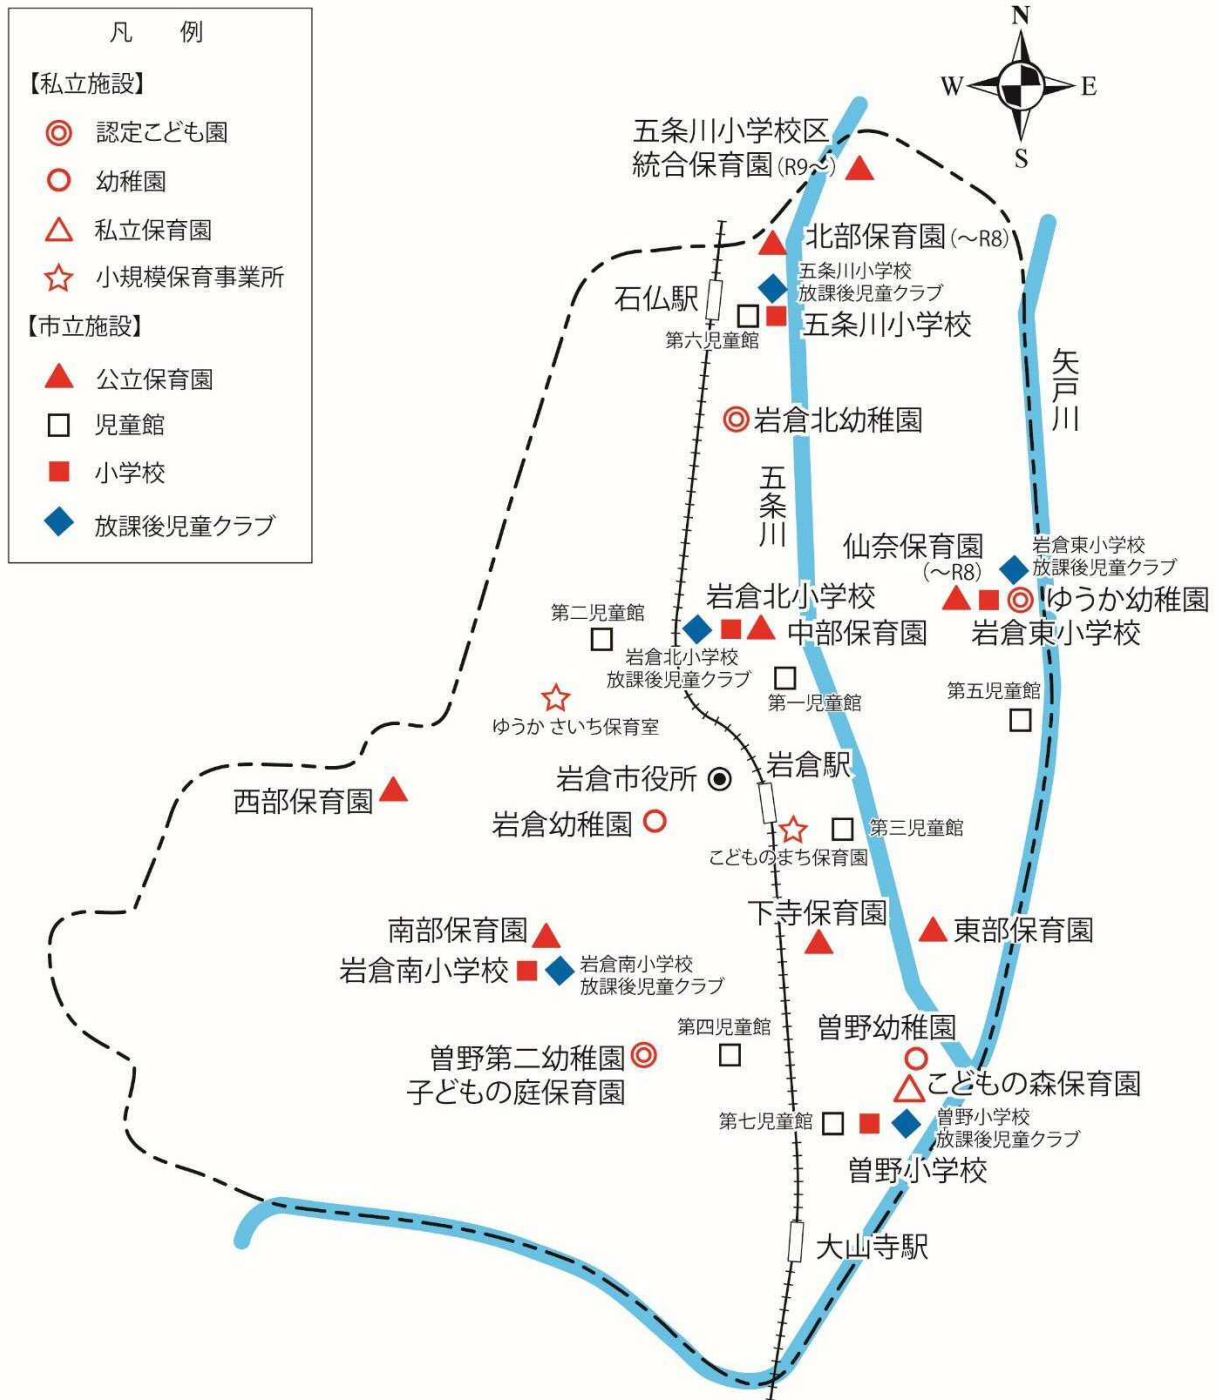 凡　例
【私立施設】
認定こども園
幼稚園
私立保育園
小規模保育事業所
【市立施設】
公立保育園
児童館
小学校
放課後児童クラブ
N
W
E
S
五条川小学校区
統合保育園(R9～)
北部保育園(～R8)
五条川小学校
放課後児童クラブ
石仏駅
五条川小学校
第六児童館
矢戸川
岩倉北幼稚園
五条川
仙奈保育園
(～R8)
岩倉東小学校
放課後児童クラブ
ゆうか幼稚園
岩倉東小学校
岩倉北小学校
第二児童館
中部保育園
岩倉北小学校
放課後児童クラブ
第一児童館
第五児童館
ゆうか さいち保育室
岩倉駅
岩倉市役所
西部保育園
岩倉幼稚園
第三児童館
こどものまち保育園
下寺保育園
南部保育園
東部保育園
岩倉南小学校
岩倉南小学校
放課後児童クラブ
曽野幼稚園
第四児童館
曽野第二幼稚園
子どもの庭保育園
こどもの森保育園
第七児童館
曽野小学校
放課後児童クラブ
曽野小学校
大山寺駅